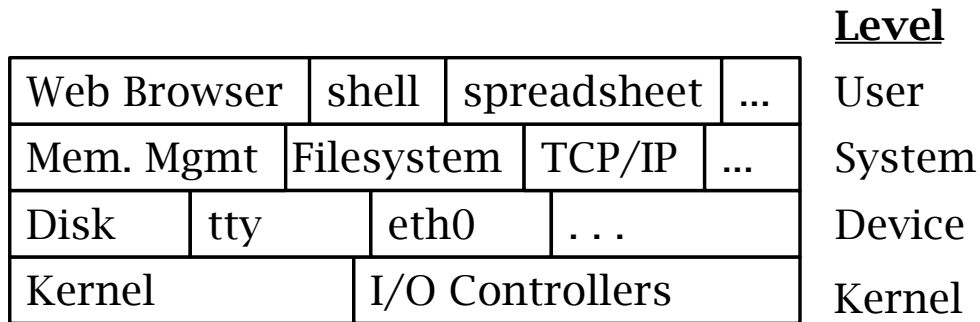 Level
Web Browser shell spreadsheet ... User
Mem. Mgmt Filesystem TCP/IP ... System
Disk tty eth0 . . . Device
Kernel I/O Controllers Kernel